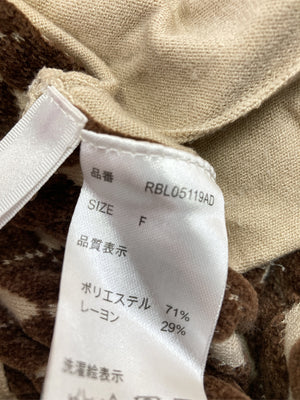 品番 RBL05119AD
SIZE F
品質表示
ポリエステル 71%
レーヨン 29%
洗濯絵表示